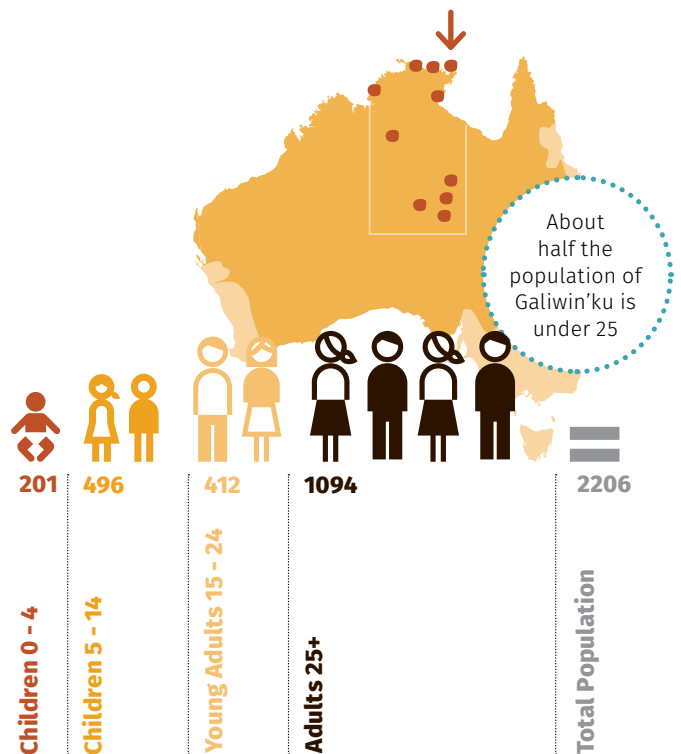 About
half the
population of
Galiwin’ku is
under 25
201
496
412
1094
2206
Children 0 - 4
Children 5 - 14
Young Adults 15 - 24
Adults 25+
Total Population